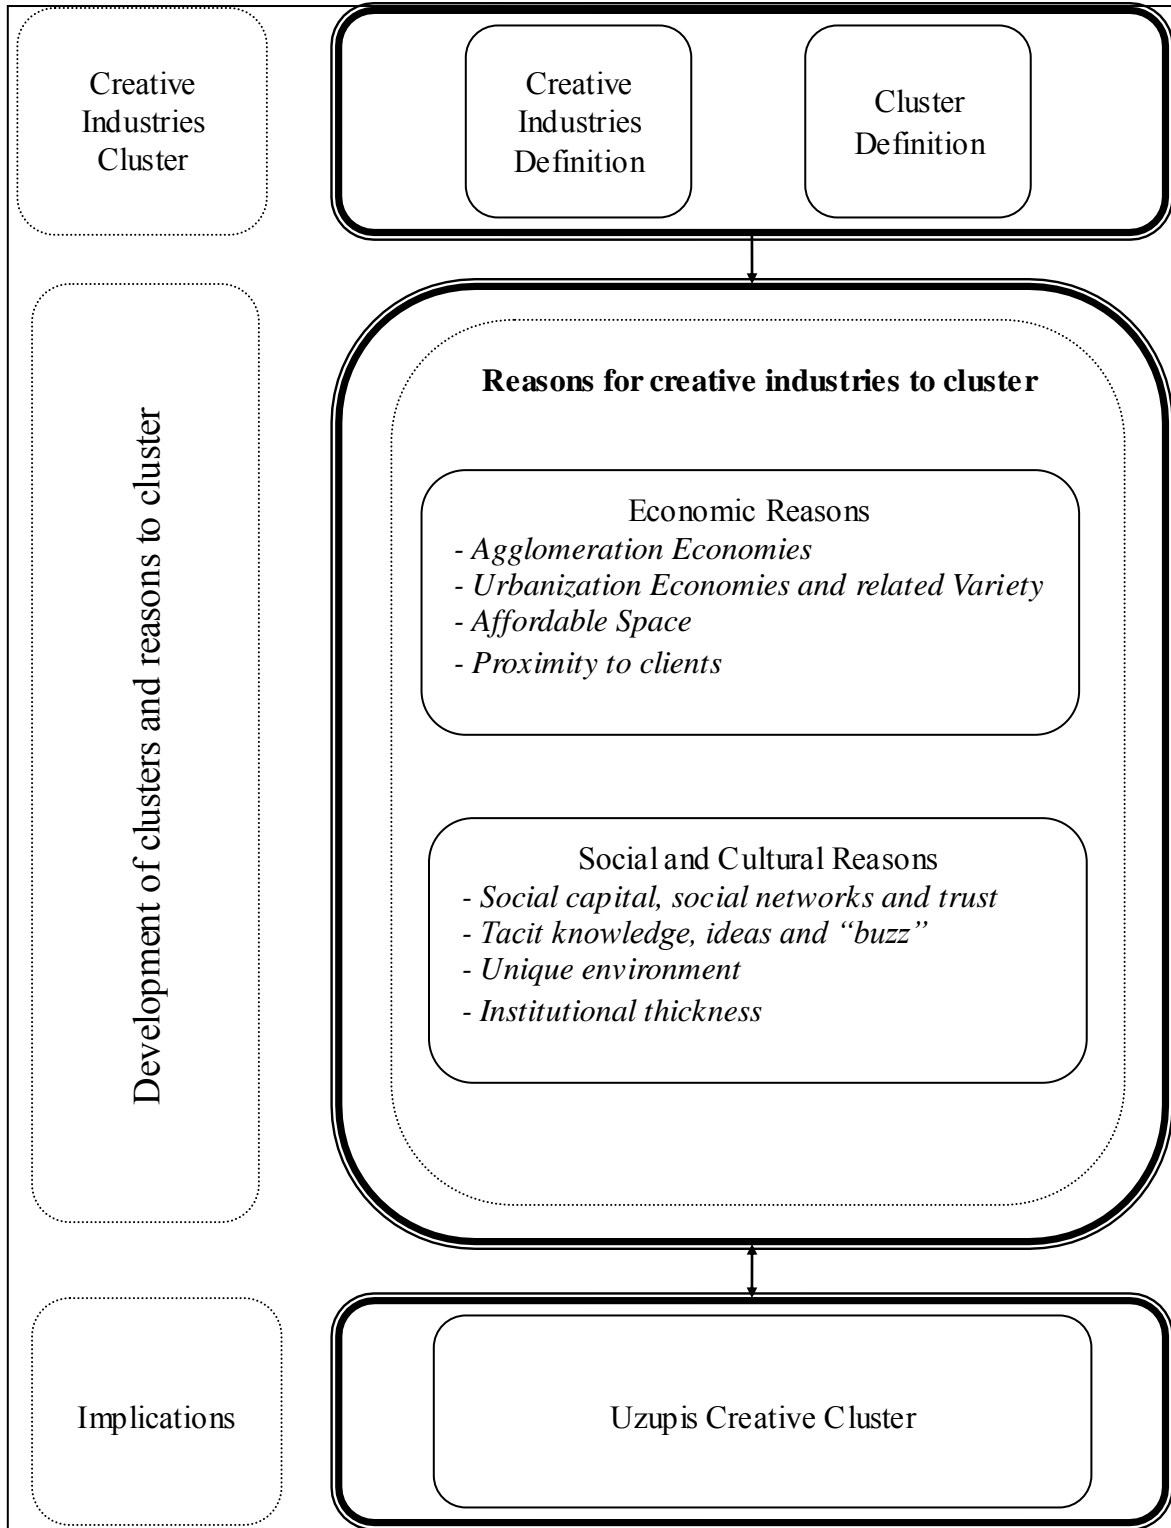 Creative
Industries
Cluster
Creative
Industries
Definition
Cluster
Definition
Development of clusters and reasons to cluster
Reasons for creative industries to cluster
Economic Reasons
- Agglomeration Economies
- Urbanization Economies and related Variety
- Affordable Space
- Proximity to clients
Social and Cultural Reasons
- Social capital, social networks and trust
- Tacit knowledge, ideas and “buzz”
- Unique environment
- Institutional thickness
Implications
Uzupis Creative Cluster